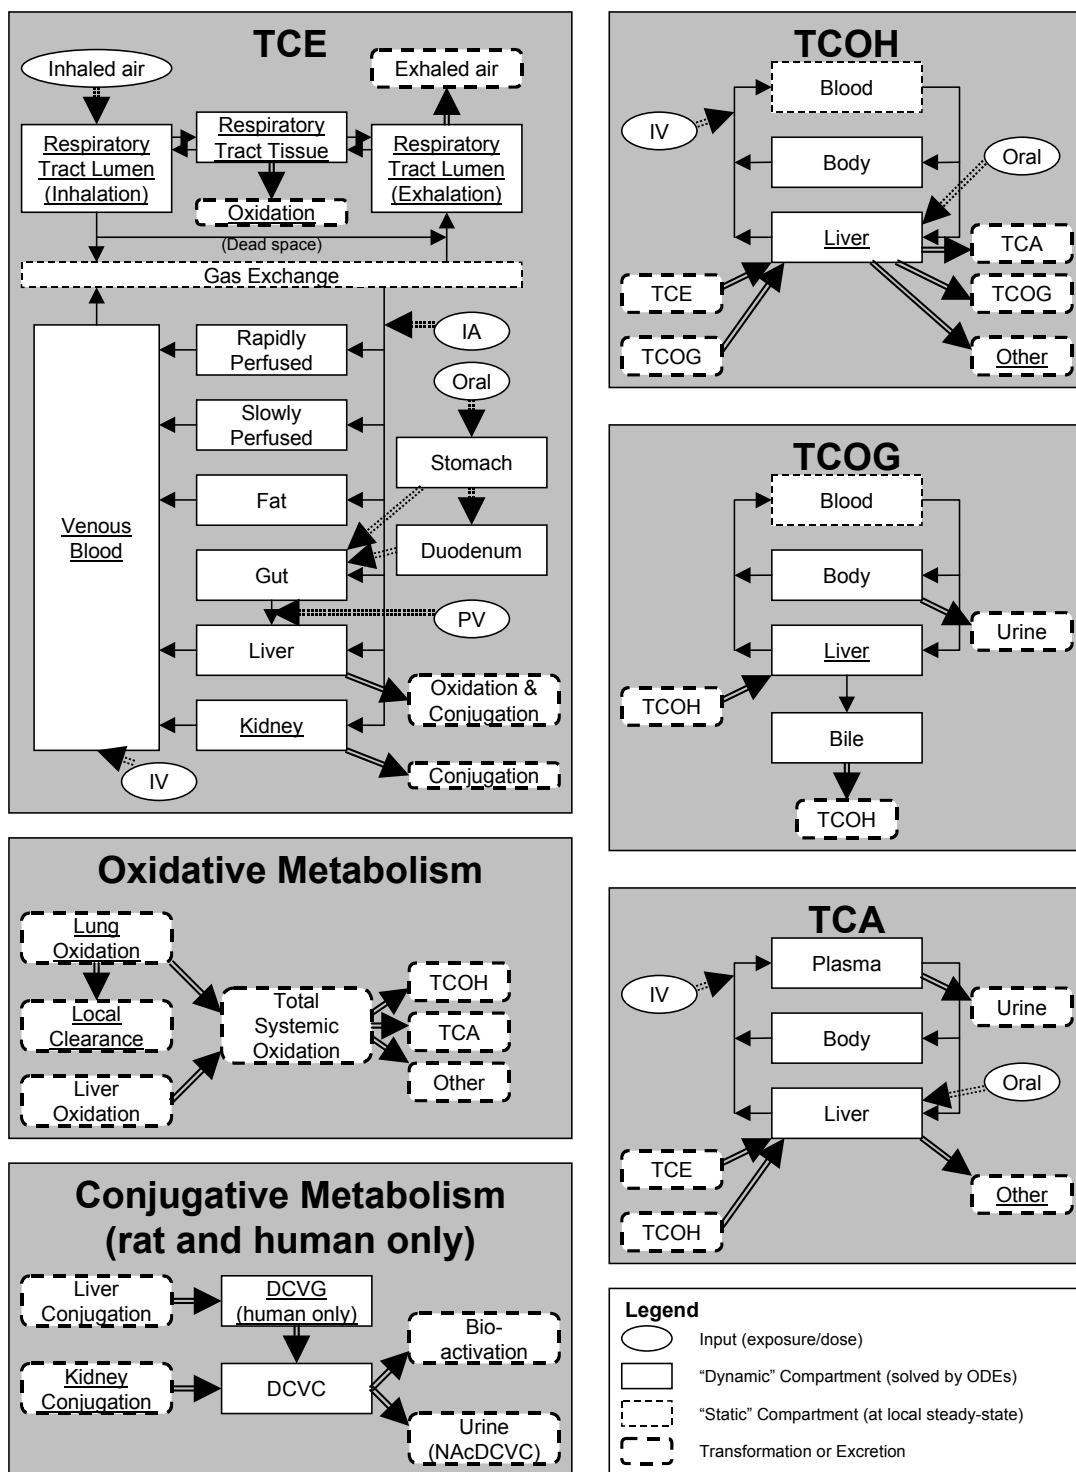 TCE
Inhaled air
Exhaled air
Respiratory
Tract Lumen
(Inhalation)
Respiratory
Tract Tissue
Respiratory
Tract Lumen
(Exhalation)
Oxidation
(Dead space)
Gas Exchange
Venous
Blood
Rapidly
Perfused
IA
Oral
Slowly
Perfused
Stomach
Fat
Duodenum
Gut
PV
Liver
Oxidation &
Conjugation
Kidney
Conjugation
IV
Oxidative Metabolism
Lung
Oxidation
Local
Clearance
Liver
Oxidation
Total
Systemic
Oxidation
TCOH
TCA
Other
Conjugative Metabolism
(rat and human only)
Liver
Conjugation
DCVG
(human only)
Kidney
Conjugation
DCVC
Bio-
activation
Urine
(NAcDCVC)
TCOH
Blood
IV
Body
Oral
Liver
TCA
TCE
TCOG
TCOG
Other
TCOG
Blood
Body
Urine
Liver
TCOH
Bile
TCOH
TCA
Plasma
IV
Urine
Body
Oral
Liver
TCE
Other
TCOH
Legend
Input (exposure/dose)
“Dynamic” Compartment (solved by ODEs)
“Static” Compartment (at local steady-state)
Transformation or Excretion